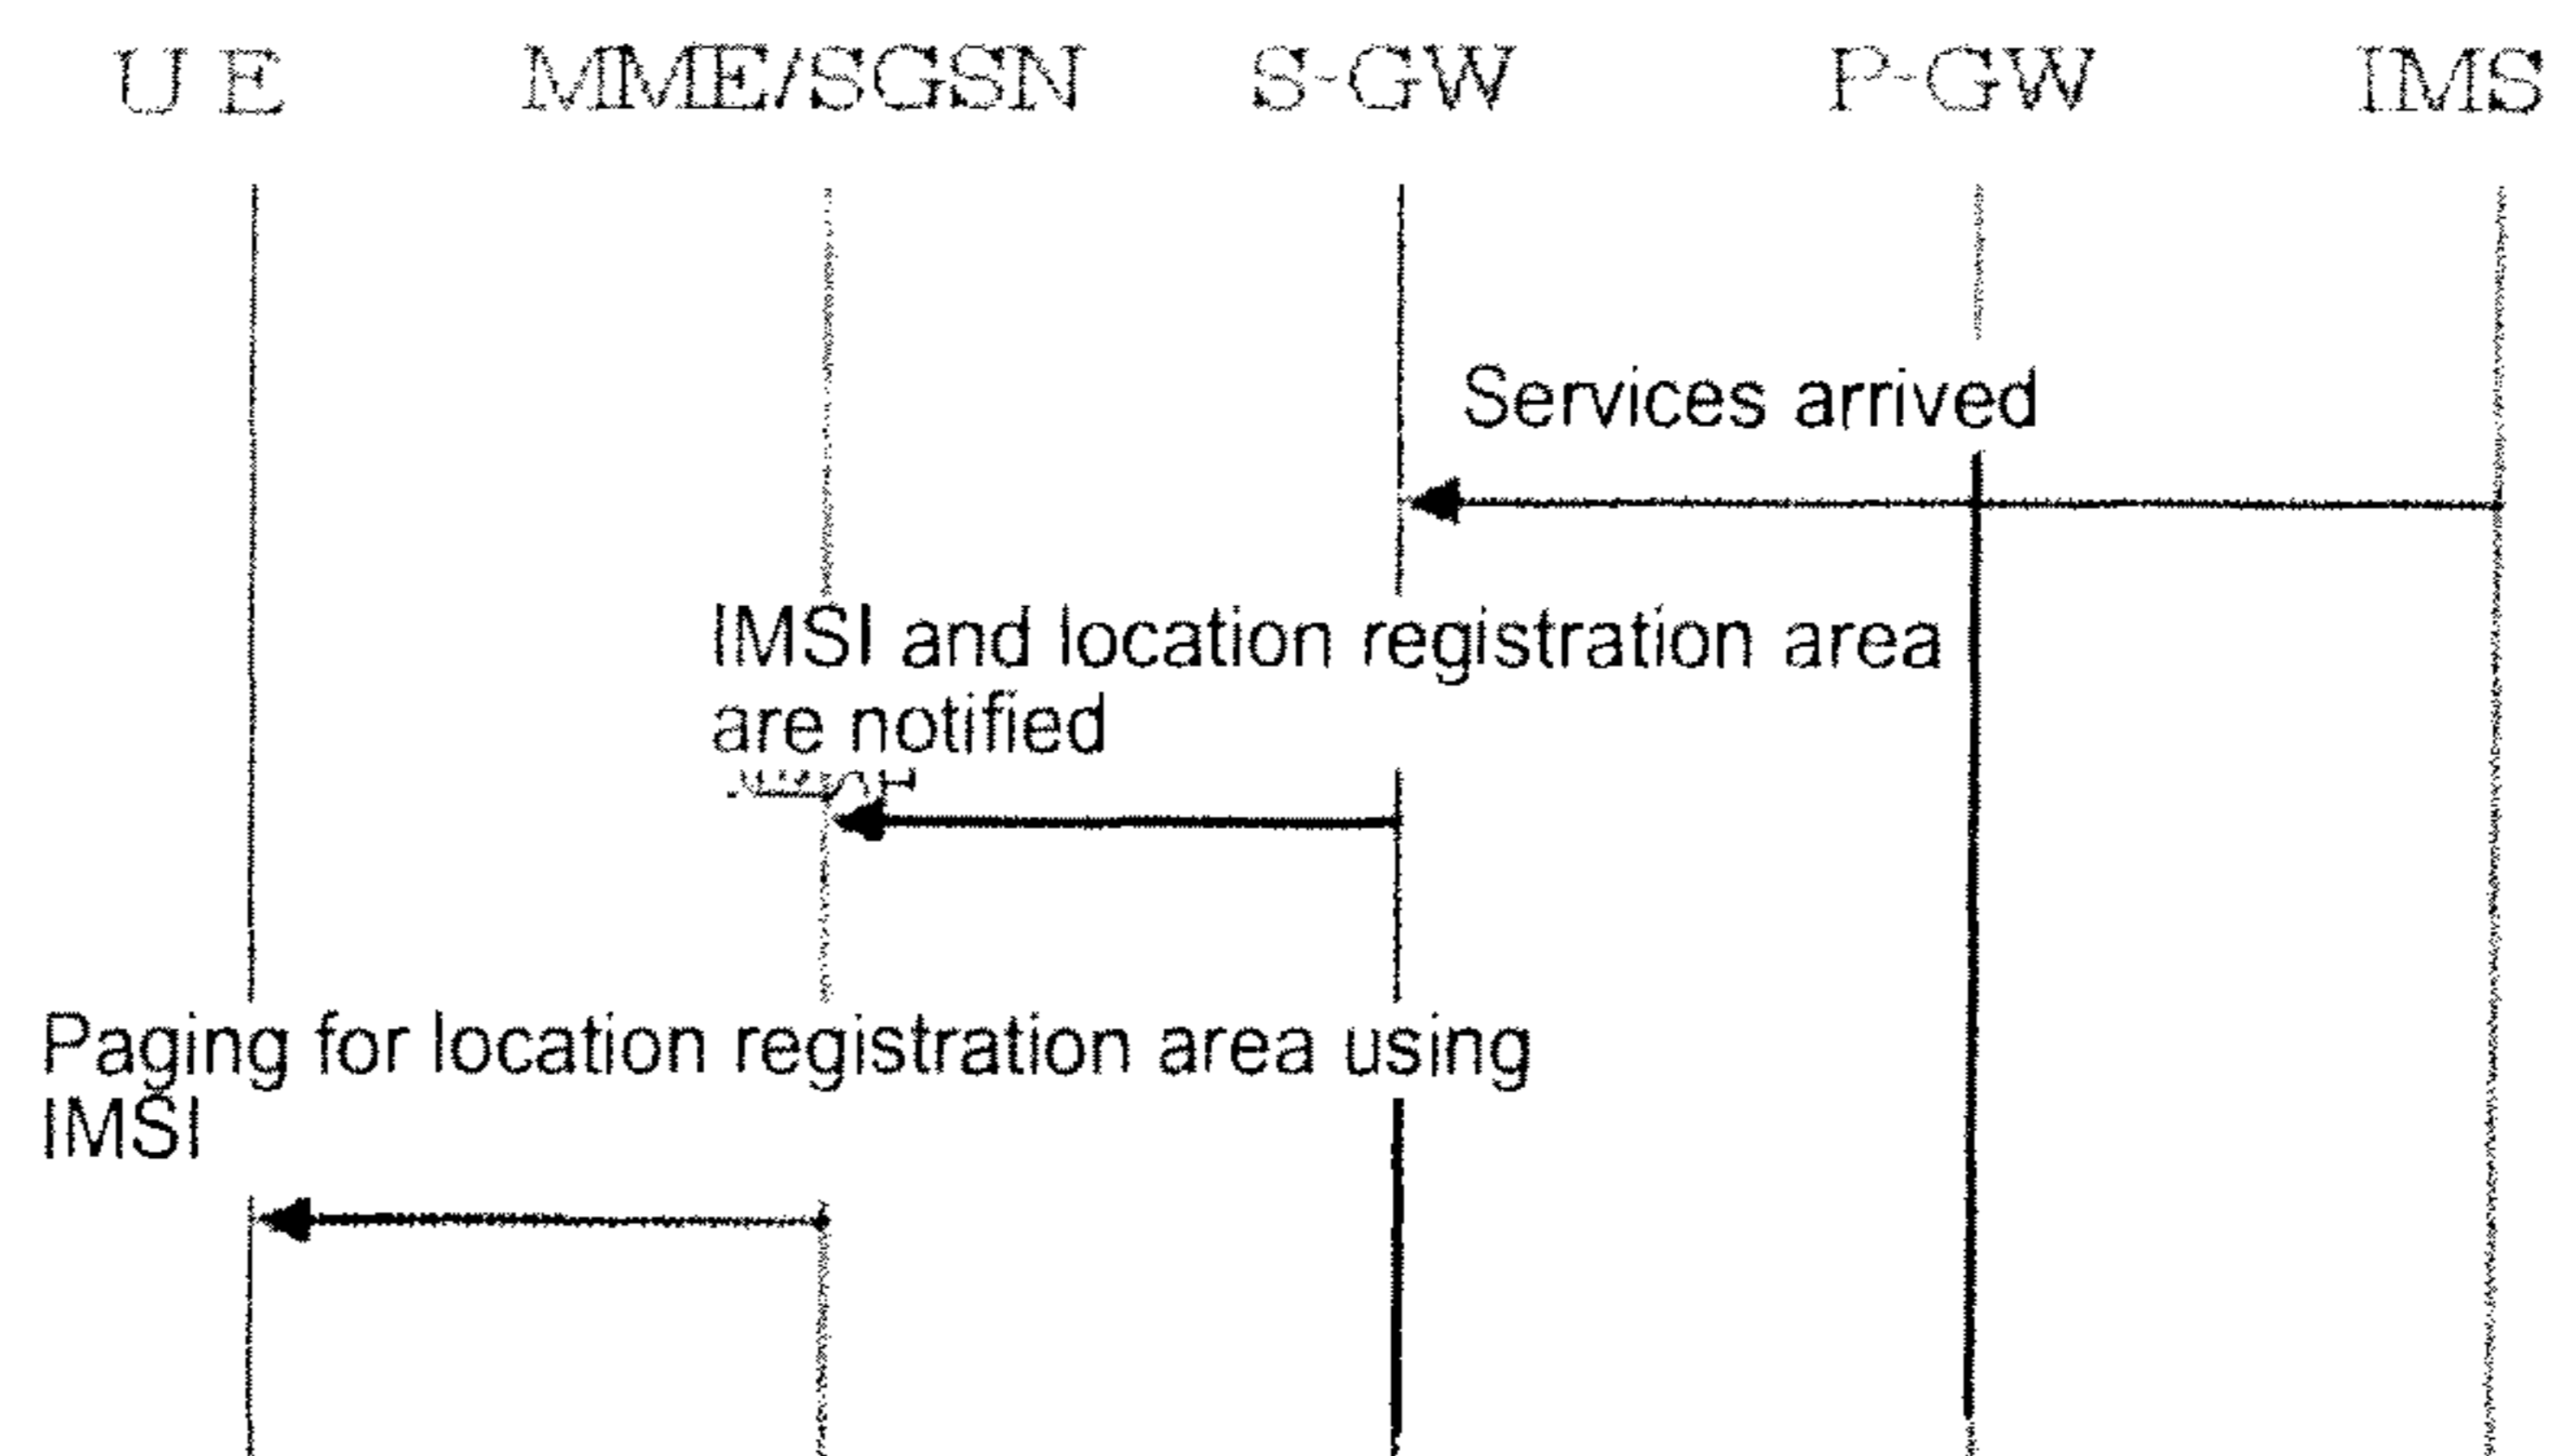 UE MME/SGSN S-GW P-GW IMS
Services arrived
IMSI and location registration area
are notified
Paging for location registration area using
IMSI